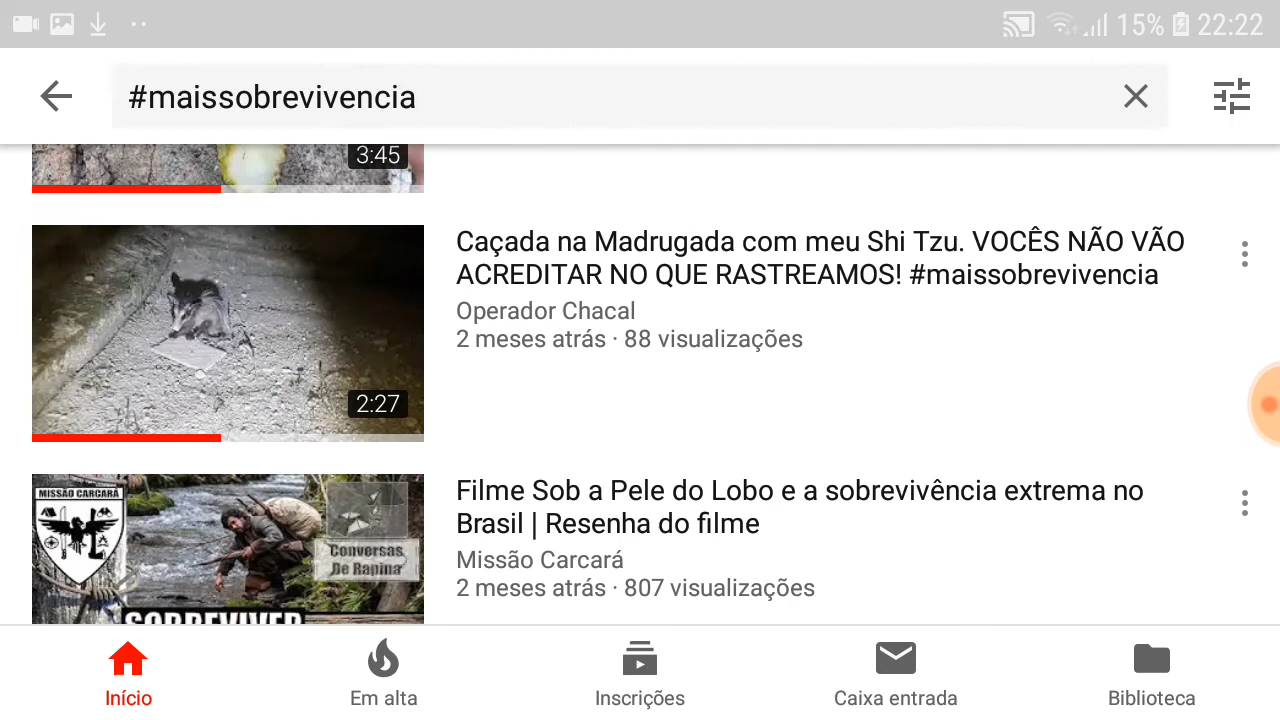 15% 22:22
#maissobrevivencia
3:45
Caçada na Madrugada com meu Shi Tzu. VOCÊS NÃO VÃO
ACREDITAR NO QUE RASTREAMOS! #maissobrevivencia
Operador Chacal
2 meses atrás · 88 visualizações
2:27
MISSÃO CARCARÁ
Conversas
De Rapina
SOBREVIVER
Filme Sob a Pele do Lobo e a sobrevivência extrema no
Brasil | Resenha do filme
Missão Carcará
2 meses atrás · 807 visualizações
Início
Em alta
Inscrições
Caixa entrada
Biblioteca